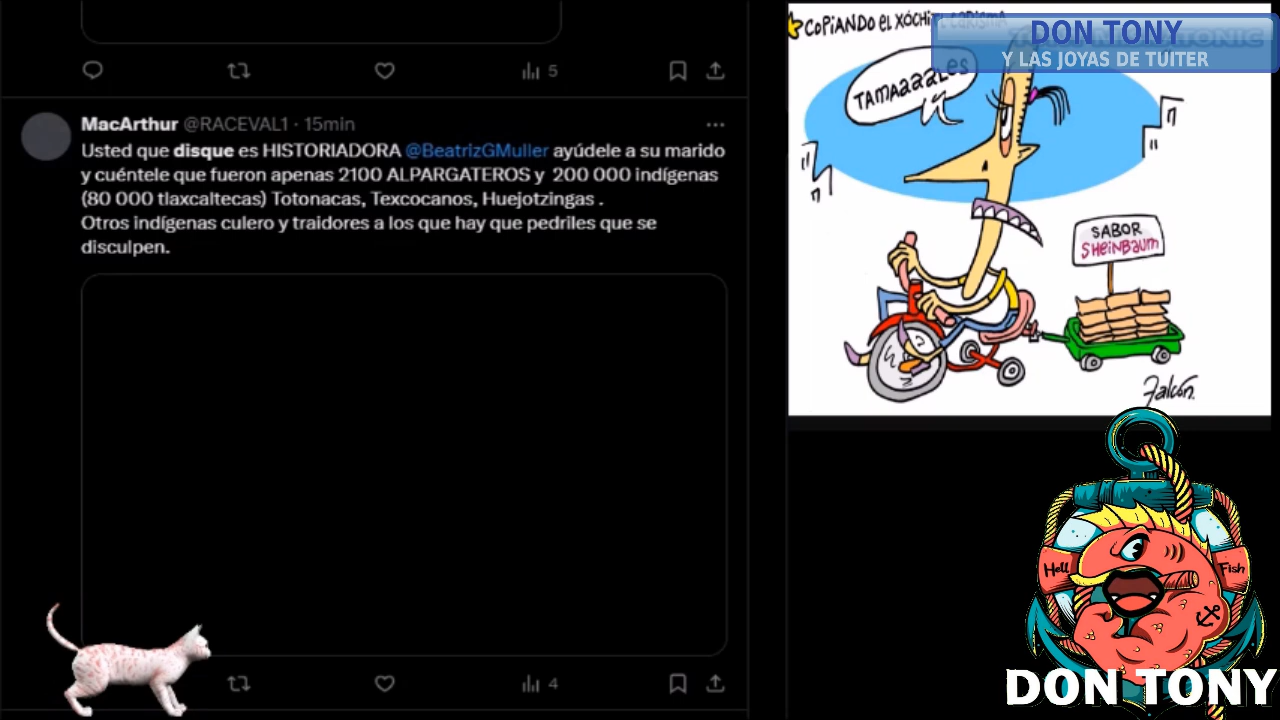 5
MacArthur @RACEVAL1 · 15min
Usted que disque es HISTORIADORA @BeatrizGMuller ayúdele a su marido
y cuéntele que fueron apenas 2100 ALPARGATEROS y 200 000 indígenas
(80 000 tlaxcaltecas) Totonacas, Texcocanos, Huejotzingas .
Otros indígenas culero y traidores a los que hay que pedriles que se
disculpen.
4
COPIANDO EL XÓCHITL CARISMA
DON TONY
Y LAS JOYAS DE TUITER
TAMAAAALES
SABOR
SHEINBAUM
Falcón.
Hell
Fish
DON TONY